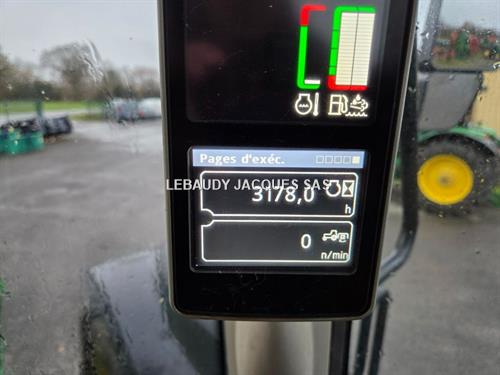 Pages d'exéc.
LEBAUDY JACQUES SAS
3178,0
h
0
n/min